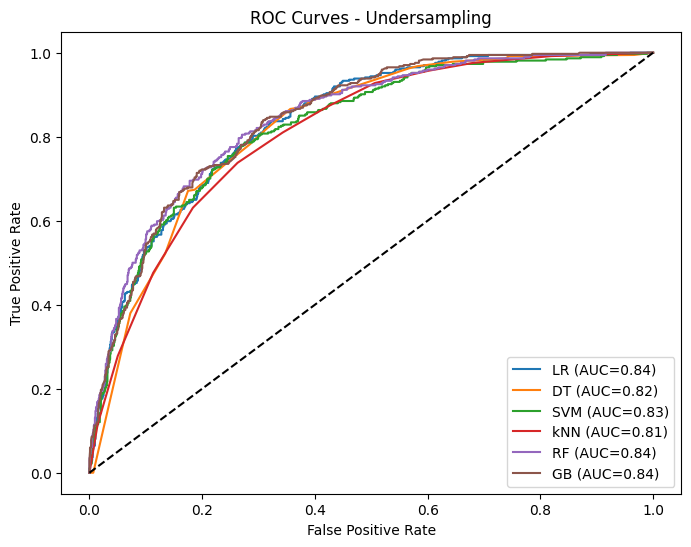 ROC Curves - Undersampling
True Positive Rate
1.0
0.8
0.6
0.4
0.2
0.0
LR (AUC=0.84)
DT (AUC=0.82)
SVM (AUC=0.83)
kNN (AUC=0.81)
RF (AUC=0.84)
GB (AUC=0.84)
0.0 0.2 0.4 0.6 0.8 1.0
False Positive Rate